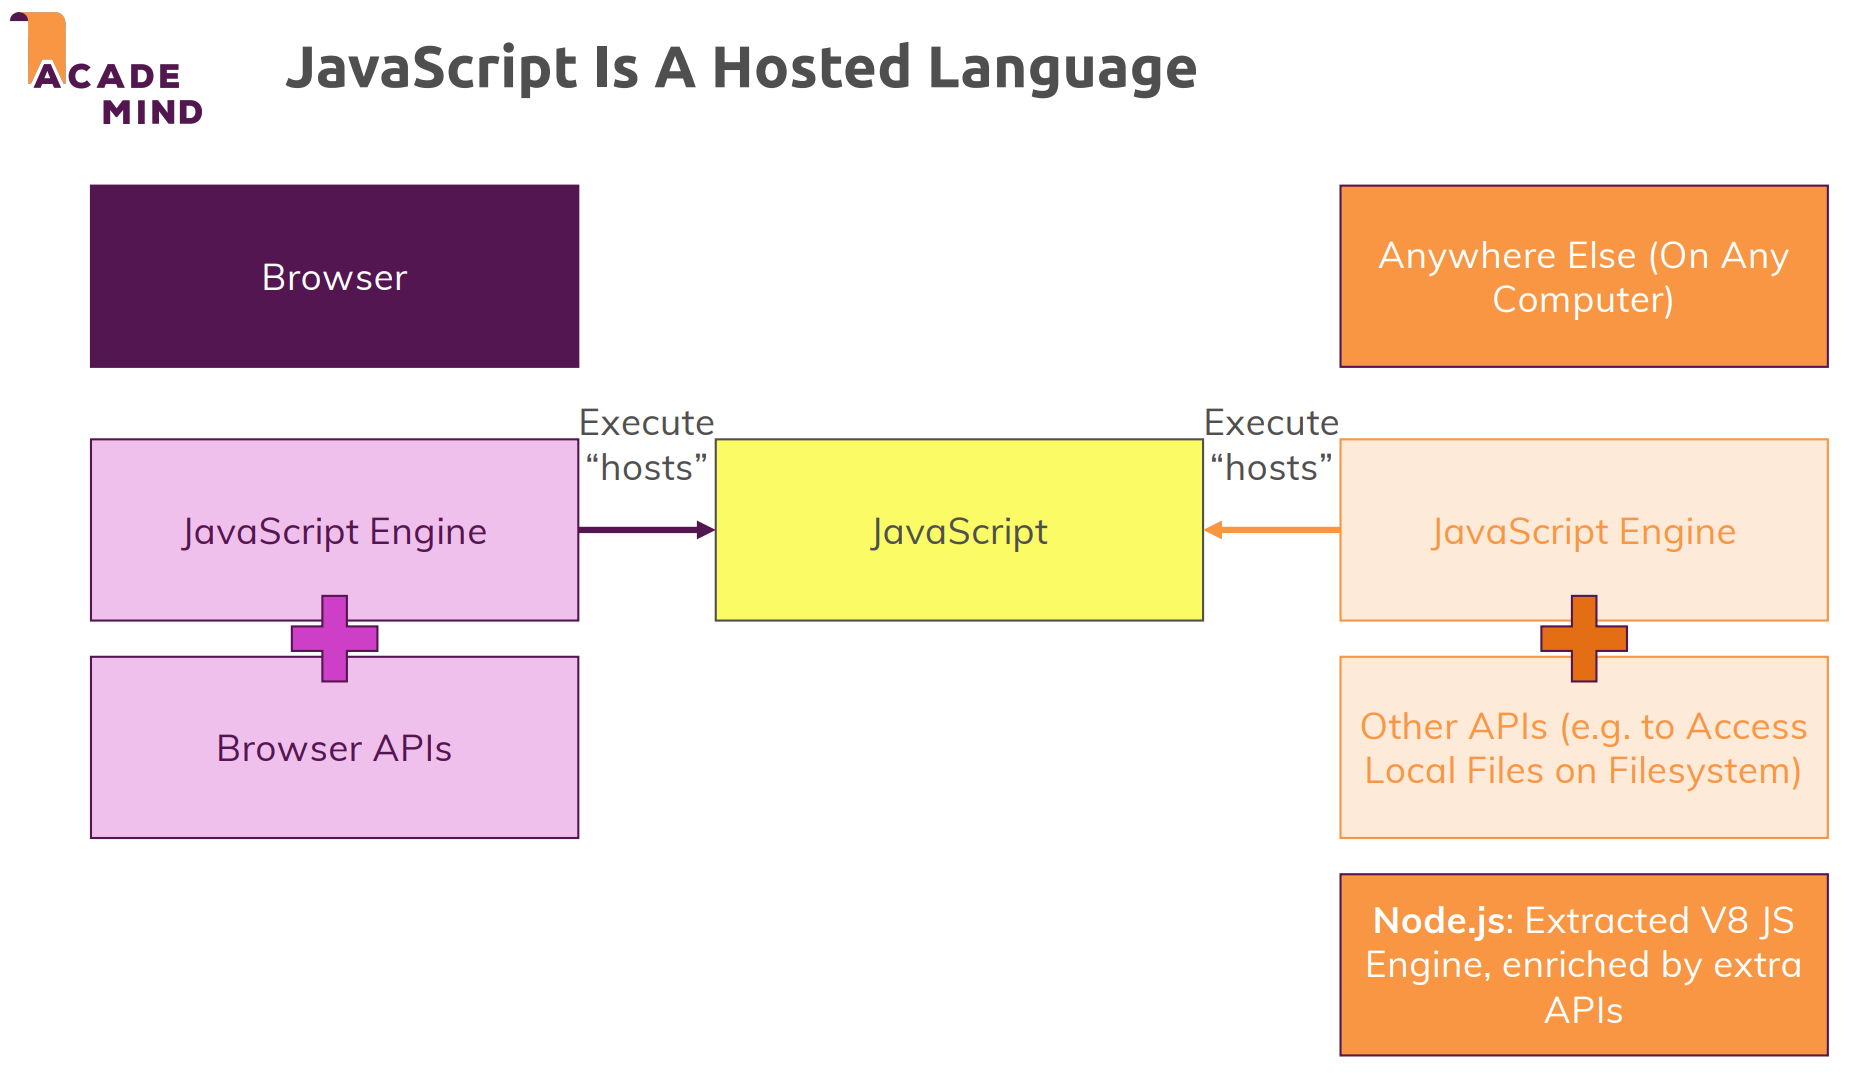 ACADE
MIND
JavaScript Is A Hosted Language
Browser
Anywhere Else (On Any
Computer)
Execute
“hosts”
Execute
“hosts”
JavaScript Engine
JavaScript
JavaScript Engine
Browser APIs
Other APIs (e.g. to Access
Local Files on Filesystem)
Node.js: Extracted V8 JS
Engine, enriched by extra
APIs